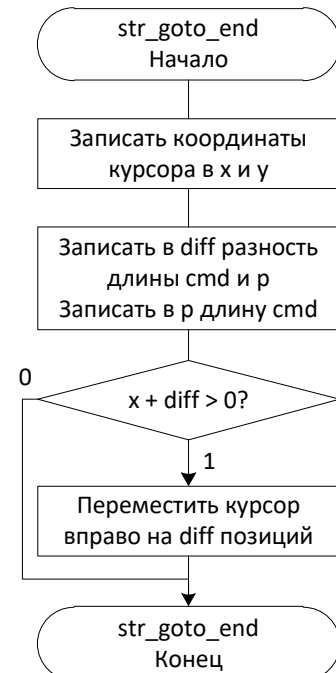 str_goto_end
Начало
Записать координаты
курсора в x и y
Записать в diff разность
длины cmd и p
Записать в p длину cmd
0
x + diff > 0?
1
Переместить курсор
вправо на diff позиций
str_goto_end
Конец